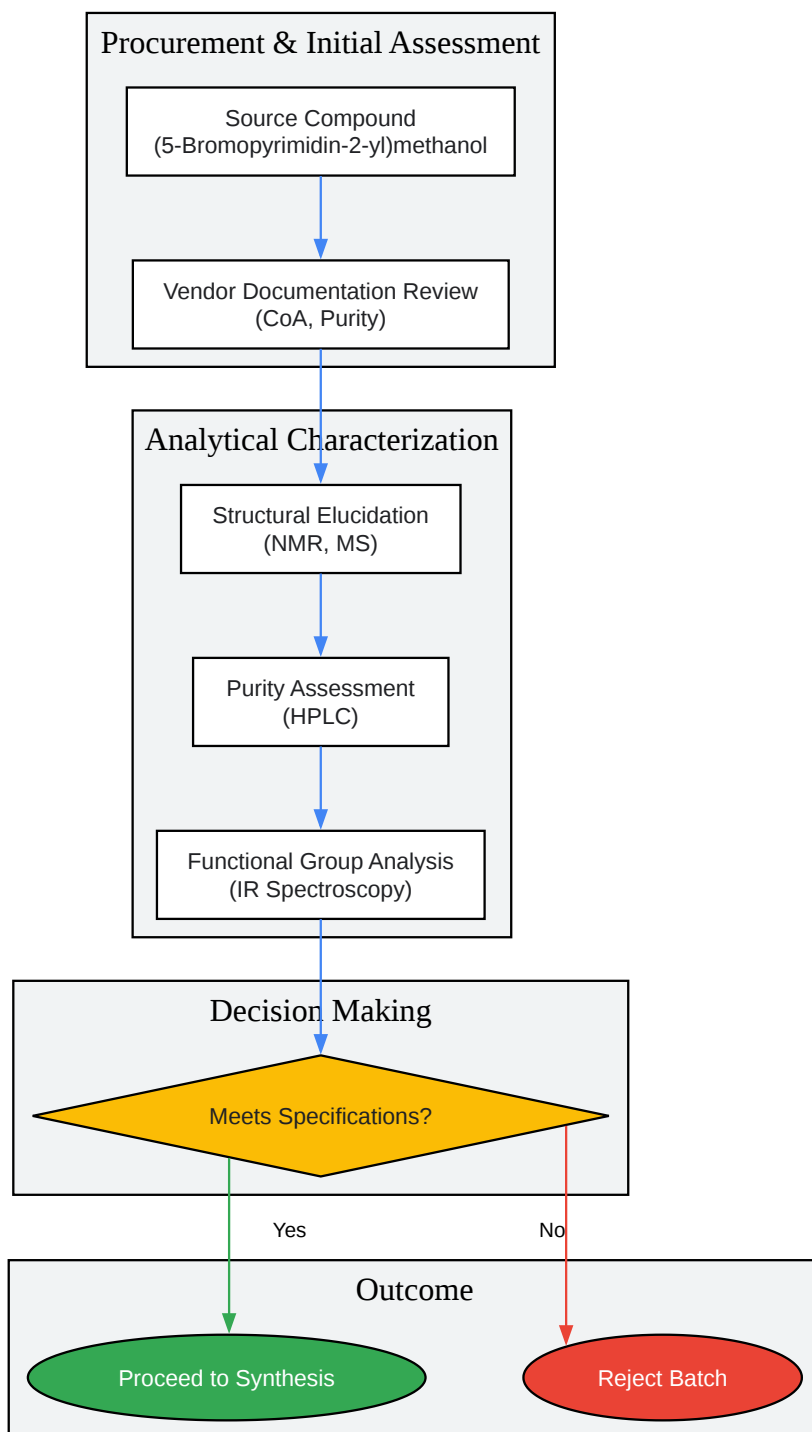 Procurement & Initial Assessment
Source Compound
(5-Bromopyrimidin-2-yl)methanol
Vendor Documentation Review
(CoA, Purity)
Analytical Characterization
Structural Elucidation
(NMR, MS)
Purity Assessment
(HPLC)
Functional Group Analysis
(IR Spectroscopy)
Decision Making
Meets Specifications?
Yes
No
Outcome
Proceed to Synthesis
Reject Batch